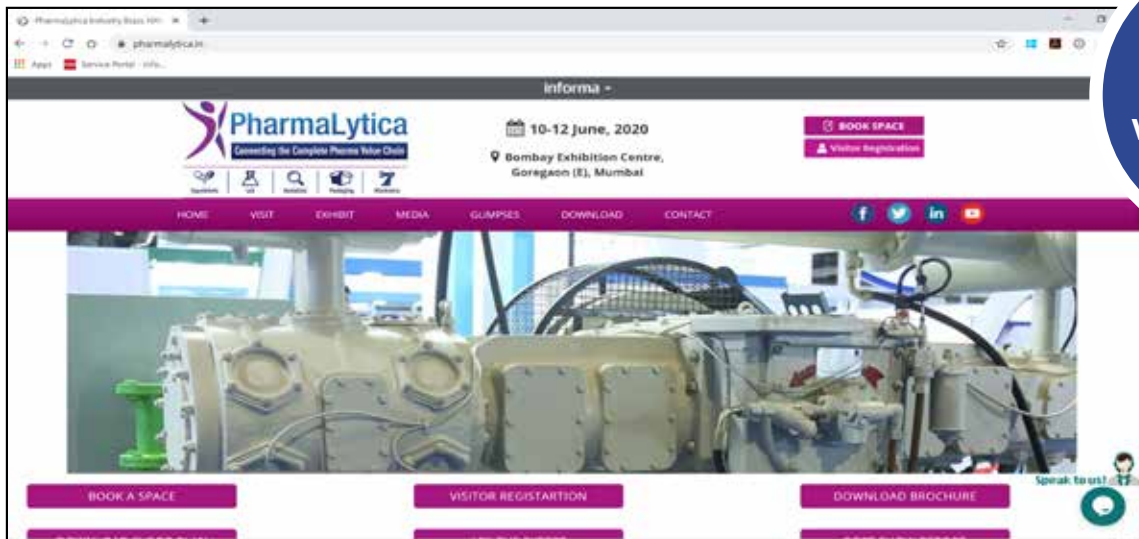 pharmalytica.in
Apps
Service Portal - Info...
informa
PharmaLytica
Connecting the Complete Pharma Value Chain
10-12 June, 2020
Bombay Exhibition Centre,
Goregaon (E), Mumbai
BOOK SPACE
Visitor Registration
HOME VISIT EXHIBIT MEDIA GLIMPSES DOWNLOAD CONTACT
f in
Speak to us!
BOOK A SPACE VISITOR REGISTARTION DOWNLOAD BROCHURE